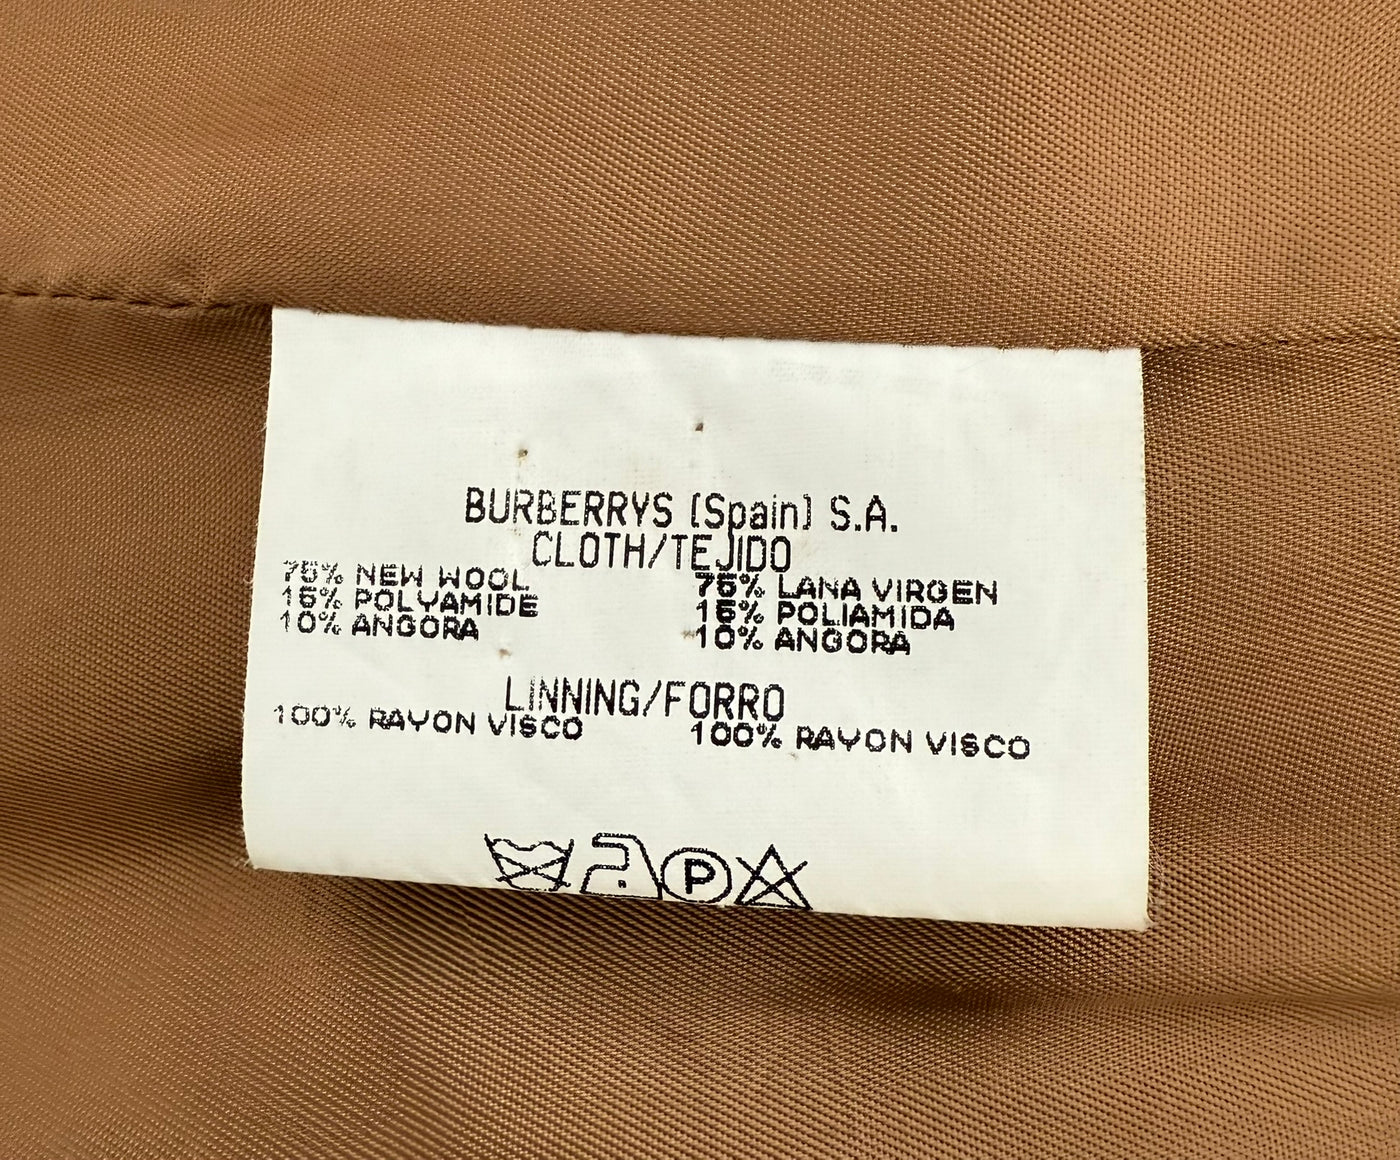 BURBERRYS (Spain) S.A.
CLOTH/TEJIDO
75% NEW WOOL 75% LANA VIRGEN
15% POLYAMIDE 15% POLIAMIDA
10% ANGORA 10% ANGORA
LINNING/FORRO
100% RAYON VISCO 100% RAYON VISCO
P